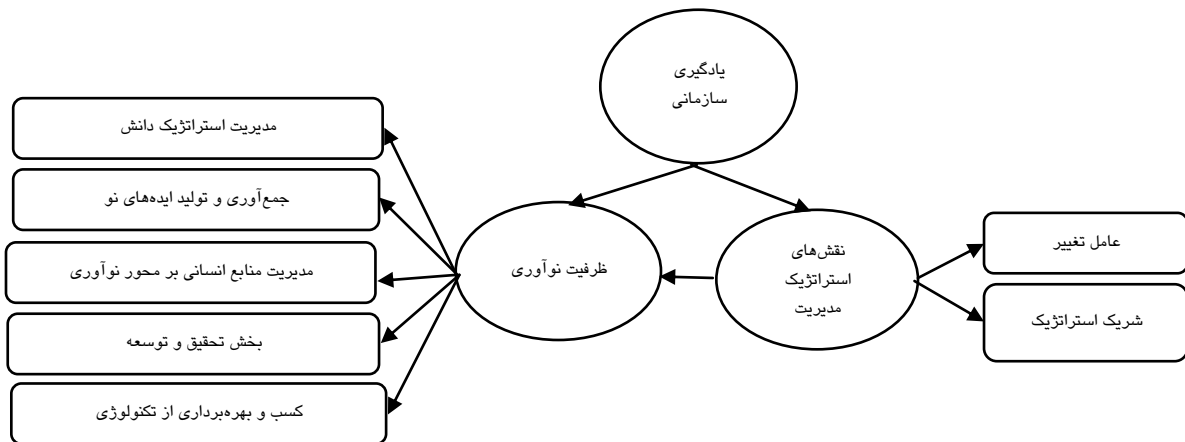 یادگیری
سازمانی
مدیریت استراتژیک دانش
جمع‌آوری و تولید ایده‌های نو
مدیریت منابع انسانی بر محور نوآوری
بخش تحقیق و توسعه
کسب و بهره‌برداری از تکنولوژی
ظرفیت نوآوری
نقش‌های
استراتژیک
مدیریت
عامل تغییر
شریک استراتژیک